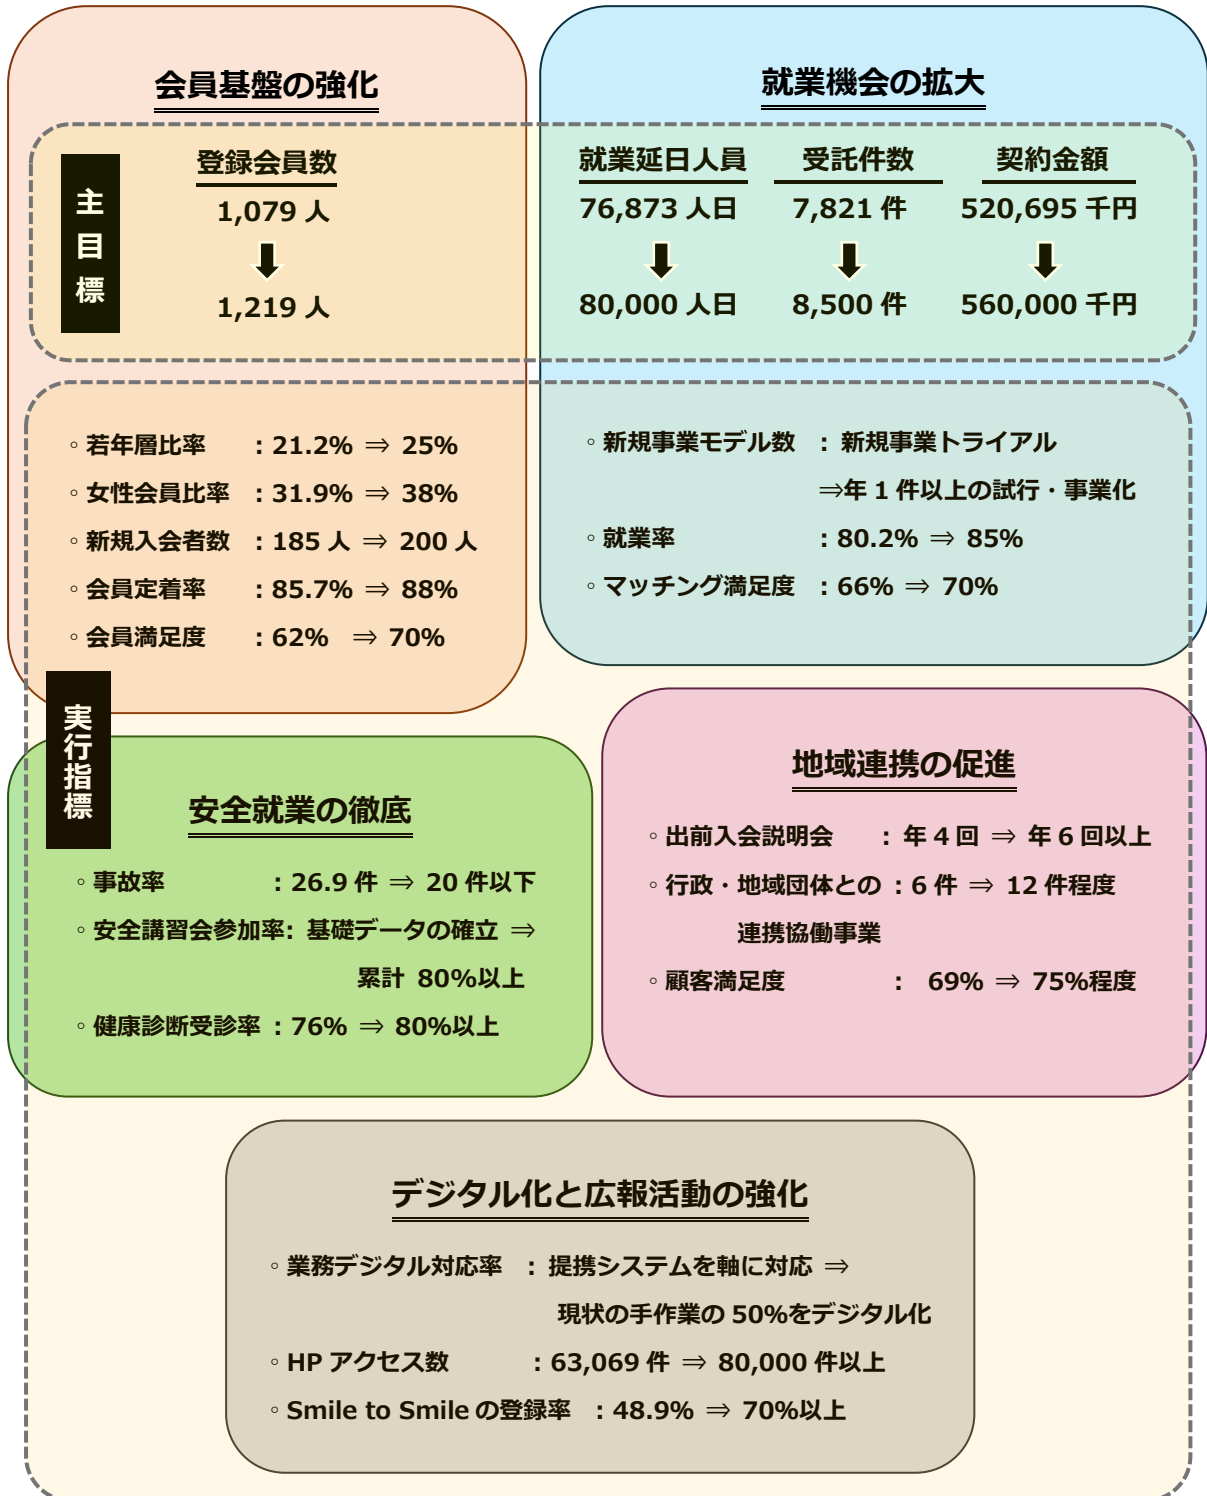 会員基盤の強化
主目標
登録会員数
1,079 人
1,219 人
就業機会の拡大
就業延日人員 受託件数 契約金額
76,873 人日 7,821 件 520,695 千円
80,000 人日 8,500 件 560,000 千円
実行指標
◦ 若年層比率 : 21.2% ⇒ 25%
◦ 女性会員比率 : 31.9% ⇒ 38%
◦ 新規入会者数 : 185 人 ⇒ 200 人
◦ 会員定着率 : 85.7% ⇒ 88%
◦ 会員満足度 : 62% ⇒ 70%
◦ 新規事業モデル数 : 新規事業トライアル
⇒年 1 件以上の試行・事業化
◦ 就業率 : 80.2% ⇒ 85%
◦ マッチング満足度 : 66% ⇒ 70%
安全就業の徹底
◦ 事故率 : 26.9 件 ⇒ 20 件以下
◦ 安全講習会参加率: 基礎データの確立 ⇒
累計 80%以上
◦ 健康診断受診率 : 76% ⇒ 80%以上
地域連携の促進
◦ 出前入会説明会 : 年 4 回 ⇒ 年 6 回以上
◦ 行政・地域団体との : 6 件 ⇒ 12 件程度
連携協働事業
◦ 顧客満足度 : 69% ⇒ 75%程度
デジタル化と広報活動の強化
◦ 業務デジタル対応率 : 提携システムを軸に対応 ⇒
現状の手作業の 50%をデジタル化
◦ HP アクセス数 : 63,069 件 ⇒ 80,000 件以上
◦ Smile to Smile の登録率 : 48.9% ⇒ 70%以上